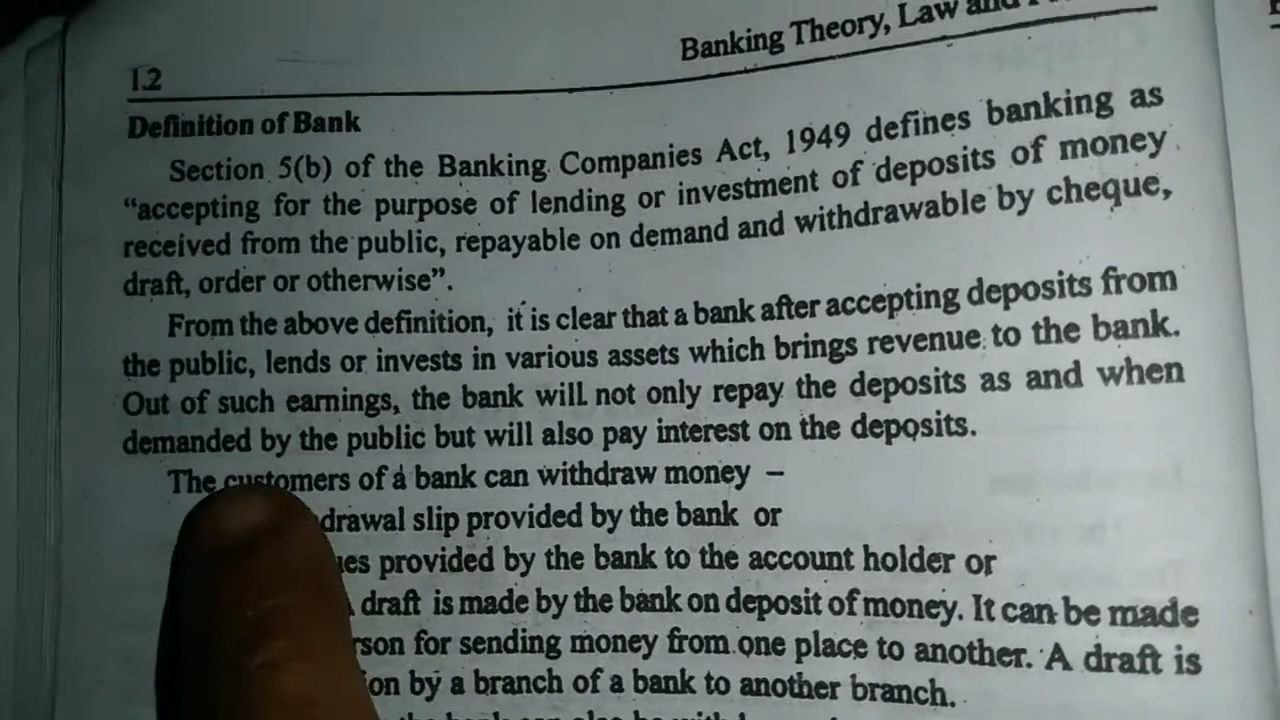 Banking Theory, Law and
1.2
Definition of Bank
Section 5(b) of the Banking Companies Act, 1949 defines banking as
“accepting for the purpose of lending or investment of deposits of money
received from the public, repayable on demand and withdrawable by cheque,
draft, order or otherwise”.
From the above definition, it is clear that a bank after accepting deposits from
the public, lends or invests in various assets which brings revenue to the bank.
Out of such earnings, the bank will not only repay the deposits as and when
demanded by the public but will also pay interest on the deposits.
The customers of a bank can withdraw money –
drawal slip provided by the bank or
ues provided by the bank to the account holder or
draft is made by the bank on deposit of money. It can be made
rson for sending money from one place to another. A draft is
ion by a branch of a bank to another branch.